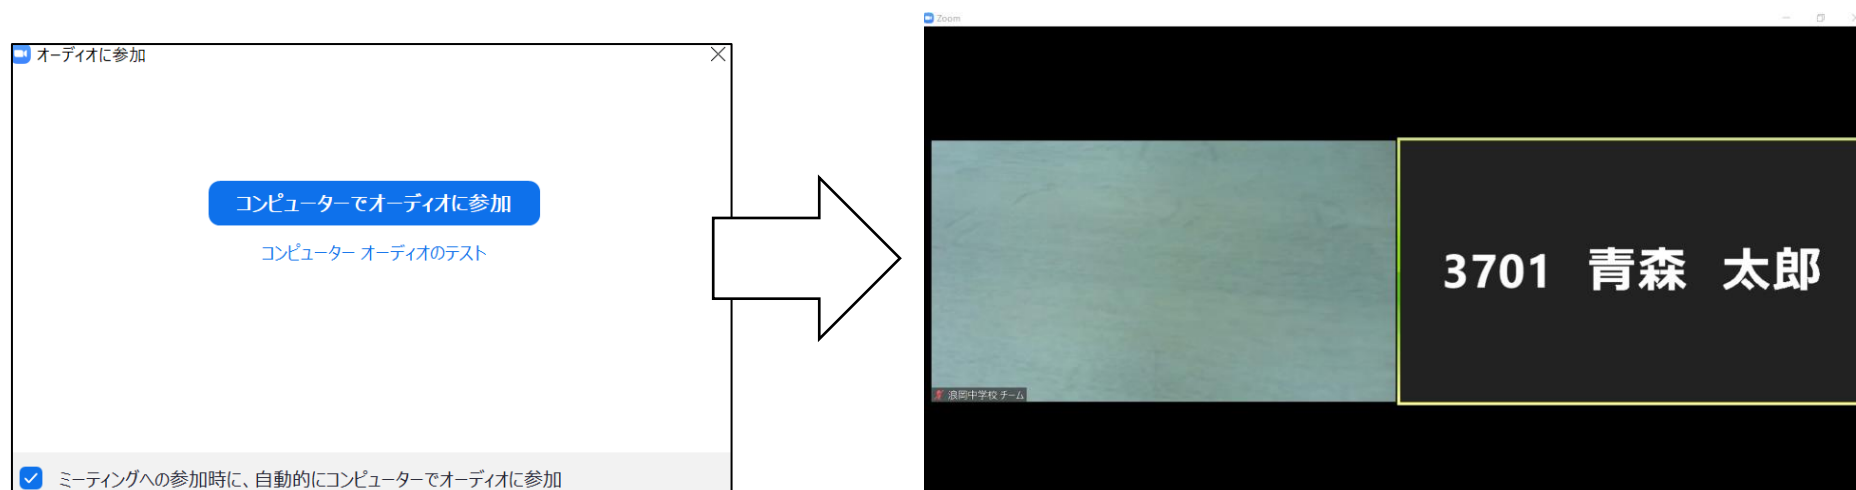 オーディオに参加
コンピューターでオーディオに参加
コンピューター オーディオのテスト
ミーティングへの参加時に、自動的にコンピューターでオーディオに参加
Zoom
浪岡中学校 チーム
3701 青森 太郎